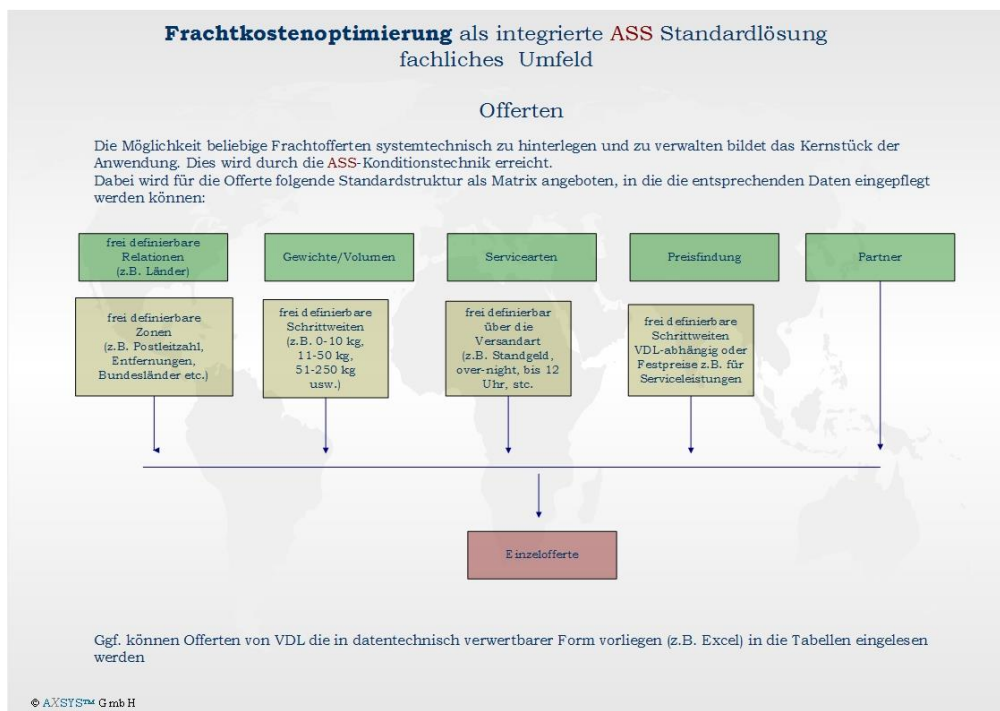 Frachtkostenoptimierung als integrierte ASS Standardlösung
fachliches Umfeld
Offerten
Die Möglichkeit beliebige Frachtofferten systemtechnisch zu hinterlegen und zu verwalten bildet das Kernstück der
Anwendung. Dies wird durch die ASS-Konditionstechnik erreicht.
Dabei wird für die Offerte folgende Standardstruktur als Matrix angeboten, in die die entsprechenden Daten eingepflegt
werden können:
frei definierbare
Relationen
(z.B. Länder)
Gewichte/Volumen
Servicearten
Preisfindung
Partner
frei definierbare
Zonen
(z.B. Postleitzahl,
Entfernungen,
Bundesländer etc.)
frei definierbare
Schrittweiten
(z.B. 0-10 kg,
11-50 kg,
51-250 kg
usw.)
frei definierbar
über die
Versandart
(z.B. Standgeld,
over-night, bis 12
Uhr, stc.
frei definierbare
Schrittweiten
VDL-abhängig oder
Festpreise z.B. für
Serviceleistungen
Einzelofferte
Ggf. können Offerten von VDL die in datentechnisch verwertbarer Form vorliegen (z.B. Excel) in die Tabellen eingelesen
werden
© AXSYS™ GmbH